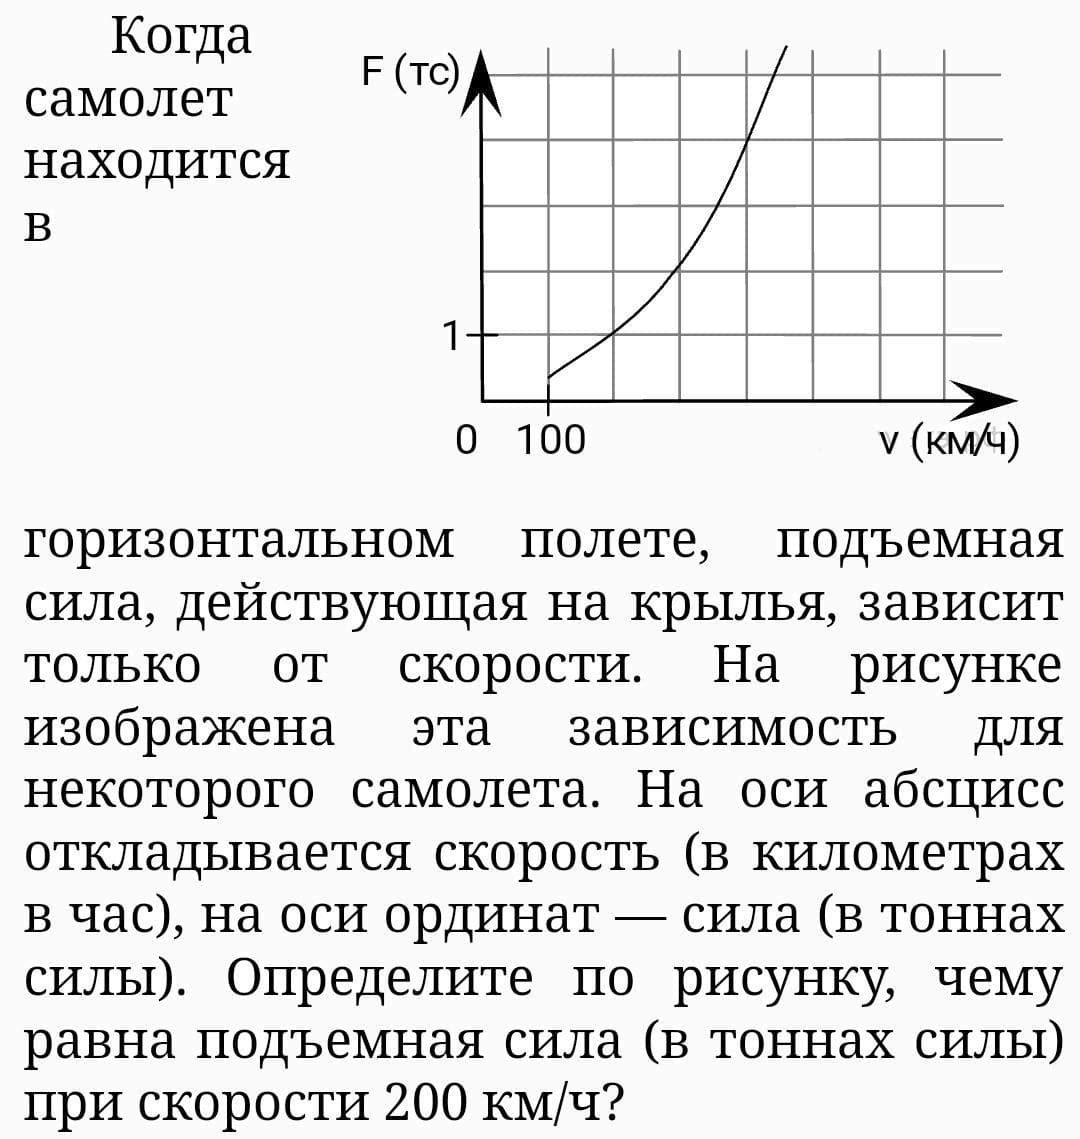 Когда
самолет
находится
в
F (тс)
1
0 100 v (км/ч)
горизонтальном полете, подъемная
сила, действующая на крылья, зависит
только от скорости. На рисунке
изображена эта зависимость для
некоторого самолета. На оси абсцисс
откладывается скорость (в километрах
в час), на оси ординат — сила (в тоннах
силы). Определите по рисунку, чему
равна подъемная сила (в тоннах силы)
при скорости 200 км/ч?